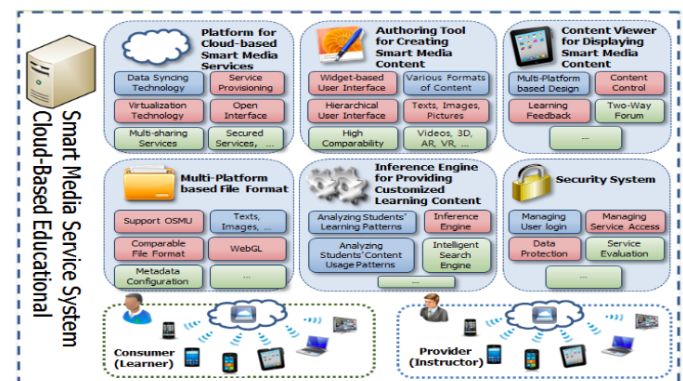 Smart Media Service System
Cloud-Based Educational
Platform for
Cloud-based
Smart Media
Services
Data Syncing
Technology
Service
Provisioning
Virtualization
Technology
Open
Interface
Multi-sharing
Services
Secured
Services, ...
Authoring Tool
for Creating
Smart Media
Content
Widget-based
User Interface
Various Formats
of Content
Hierarchical
User Interface
Texts, Images,
Pictures
High
Comparability
Videos, 3D,
AR, VR, ...
Content Viewer
for Displaying
Smart Media
Content
Multi-Platform
based Design
Content
Control
Learning
Feedback
Two-Way
Forum
...
Multi-Platform
based File Format
Support OSMU
Texts,
Images, ...
Comparable
File Format
WebGL
Metadata
Configuration
...
Inference Engine
for Providing
Customized
Learning Content
Analyzing Students'
Learning Patterns
Inference
Engine
Analyzing
Students'Content
Usage Patterns
Intelligent
Search
Engine
...
Security System
Managing
User login
Managing
Service Access
Data
Protection
Service
Evaluation
...
Consumer
(Learner)
Provider
(Instructor)